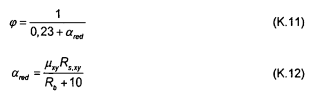 φ = 1 / (0,23 + α_red) (K.11)
α_red = μ_xy R_s,xy / (R_b + 10) (K.12)